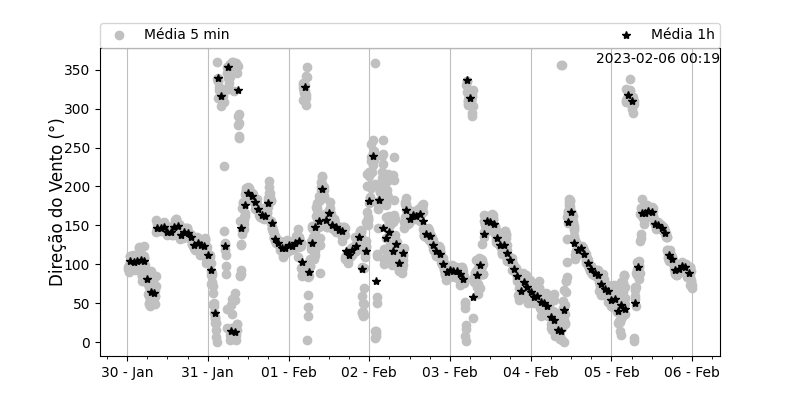 Média 5 min
Média 1h
2023-02-06 00:19
Direção do Vento (°)
350
300
250
200
150
100
50
0
30 - Jan
31 - Jan
01 - Feb
02 - Feb
03 - Feb
04 - Feb
05 - Feb
06 - Feb